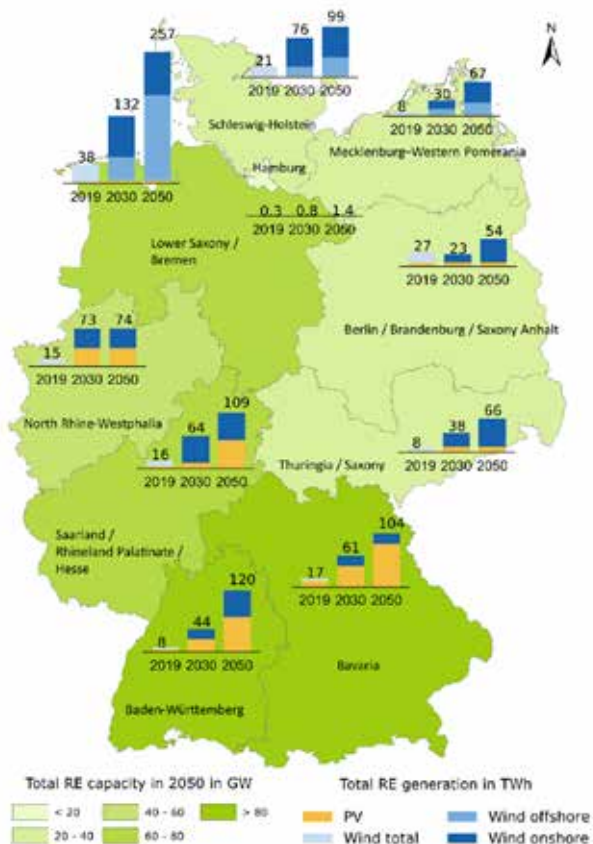 257
132
38
2019 2030 2050
76
99
21
2019 2030 2050
N
67
30
8
2019 2030 2050
Schleswig-Holstein
Hamburg
Mecklenburg-Western Pomerania
0.3 0.8 1.4
2019 2030 2050
Lower Saxony /
Bremen
27 23 54
2019 2030 2050
Berlin / Brandenburg / Saxony Anhalt
15 73 74
2019 2030 2050
North Rhine-Westphalia
16 64 109
2019 2030 2050
8 38 66
2019 2030 2050
Thuringia / Saxony
Saarland /
Rhineland Palatinate /
Hesse
17 61 104
2019 2030 2050
8 44 120
2019 2030 2050
Bavaria
Baden-Württemberg
Total RE capacity in 2050 in GW
< 20
40 - 60
> 80
20 - 40
60 - 80
Total RE generation in TWh
PV
Wind offshore
Wind total
Wind onshore